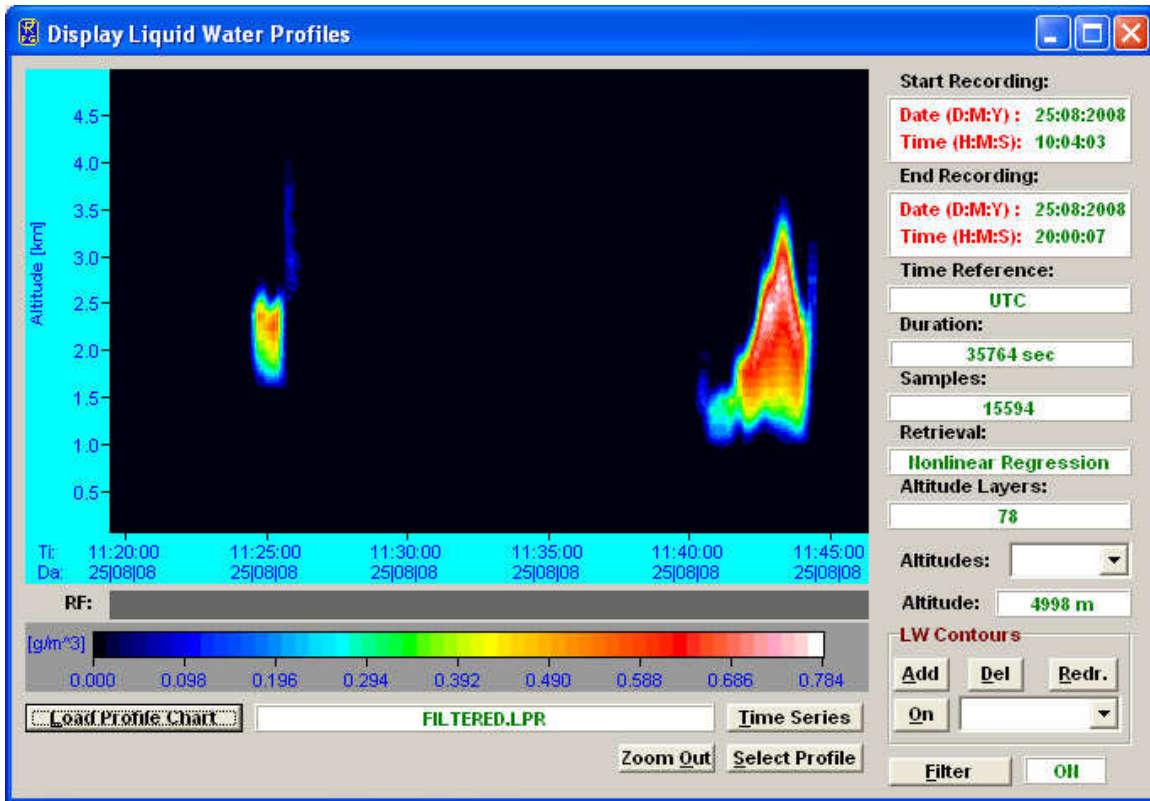 Display Liquid Water Profiles
Altitude [km]
4.5
4.0
3.5
3.0
2.5
2.0
1.5
1.0
0.5
Ti: 11:20:00 11:25:00 11:30:00 11:35:00 11:40:00 11:45:00
Da: 25|08|08 25|08|08 25|08|08 25|08|08 25|08|08 25|08|08
RF:
[g/m^3]
0.000 0.098 0.196 0.294 0.392 0.490 0.588 0.686 0.784
Load Profile Chart FILTERED.LPR Time Series
Zoom Out Select Profile
Start Recording:
Date (D:M:Y) : 25:08:2008
Time (H:M:S): 10:04:03
End Recording:
Date (D:M:Y) : 25:08:2008
Time (H:M:S): 20:00:07
Time Reference:
UTC
Duration:
35764 sec
Samples:
15594
Retrieval:
Nonlinear Regression
Altitude Layers:
78
Altitudes:
Altitude: 4998 m
LW Contours
Add Del Redr.
On
Filter ON